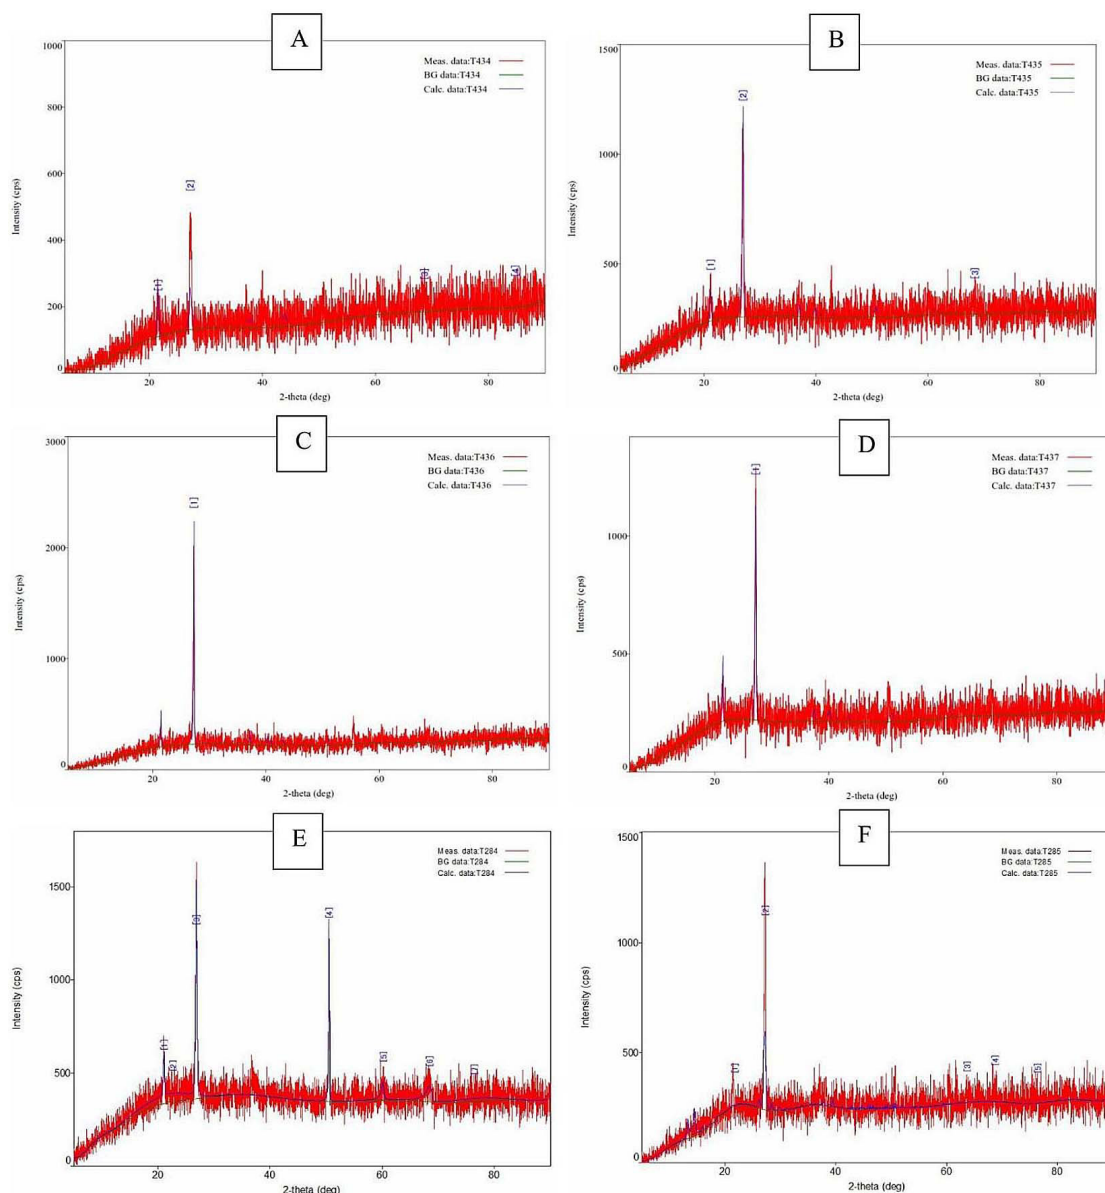 A
Meas. data:T434
BG data:T434
Calc. data:T434
1000
800
600
400
200
0
Intensity (cps)
[1]
[2]
[3]
[4]
20 40 60 80
2-theta (deg)
B
Meas. data:T435
BG data:T435
Calc. data:T435
1500
1000
500
0
Intensity (cps)
[1]
[2]
[3]
20 40 60 80
2-theta (deg)
C
Meas. data:T436
BG data:T436
Calc. data:T436
3000
2000
1000
0
Intensity (cps)
[1]
20 40 60 80
2-theta (deg)
D
Meas. data:T437
BG data:T437
Calc. data:T437
1000
500
0
Intensity (cps)
[1]
20 40 60 80
2-theta (deg)
E
Meas. data:T284
BG data:T284
Calc. data:T284
1500
1000
500
0
Intensity (cps)
[1]
[2]
[3]
[4]
[5]
[6]
[7]
20 40 60 80
2-theta (deg)
F
Meas. data:T285
BG data:T285
Calc. data:T285
1500
1000
500
0
Intensity (cps)
[1]
[2]
[3]
[4]
[5]
20 40 60 80
2-theta (deg)